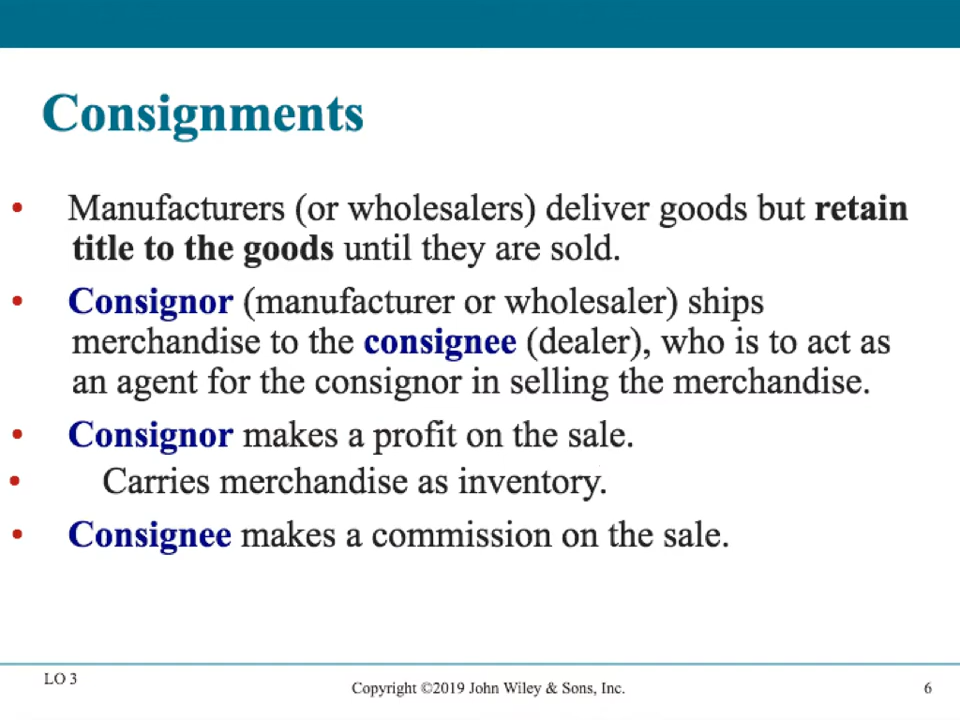 Consignments
• Manufacturers (or wholesalers) deliver goods but retain
title to the goods until they are sold.
• Consignor (manufacturer or wholesaler) ships
merchandise to the consignee (dealer), who is to act as
an agent for the consignor in selling the merchandise.
• Consignor makes a profit on the sale.
• Carries merchandise as inventory.
• Consignee makes a commission on the sale.
LO 3
Copyright ©2019 John Wiley & Sons, Inc.
6